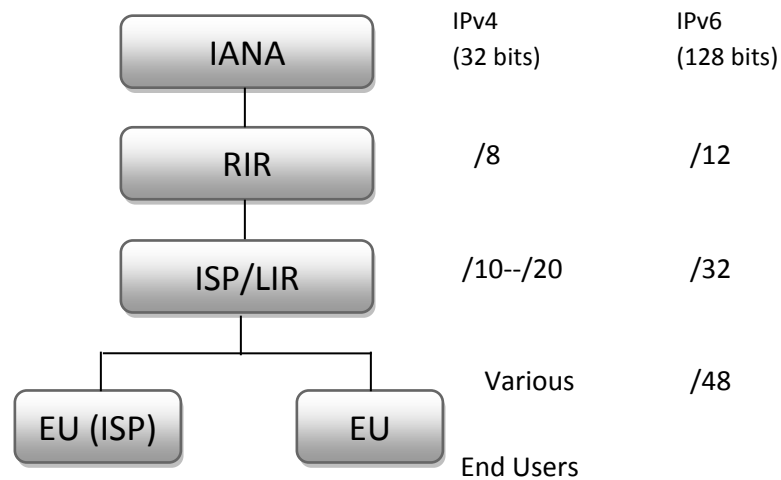 IANA
IPv4
(32 bits)
IPv6
(128 bits)
RIR
/8
/12
ISP/LIR
/10--/20
/32
EU (ISP)
EU
Various
/48
End Users